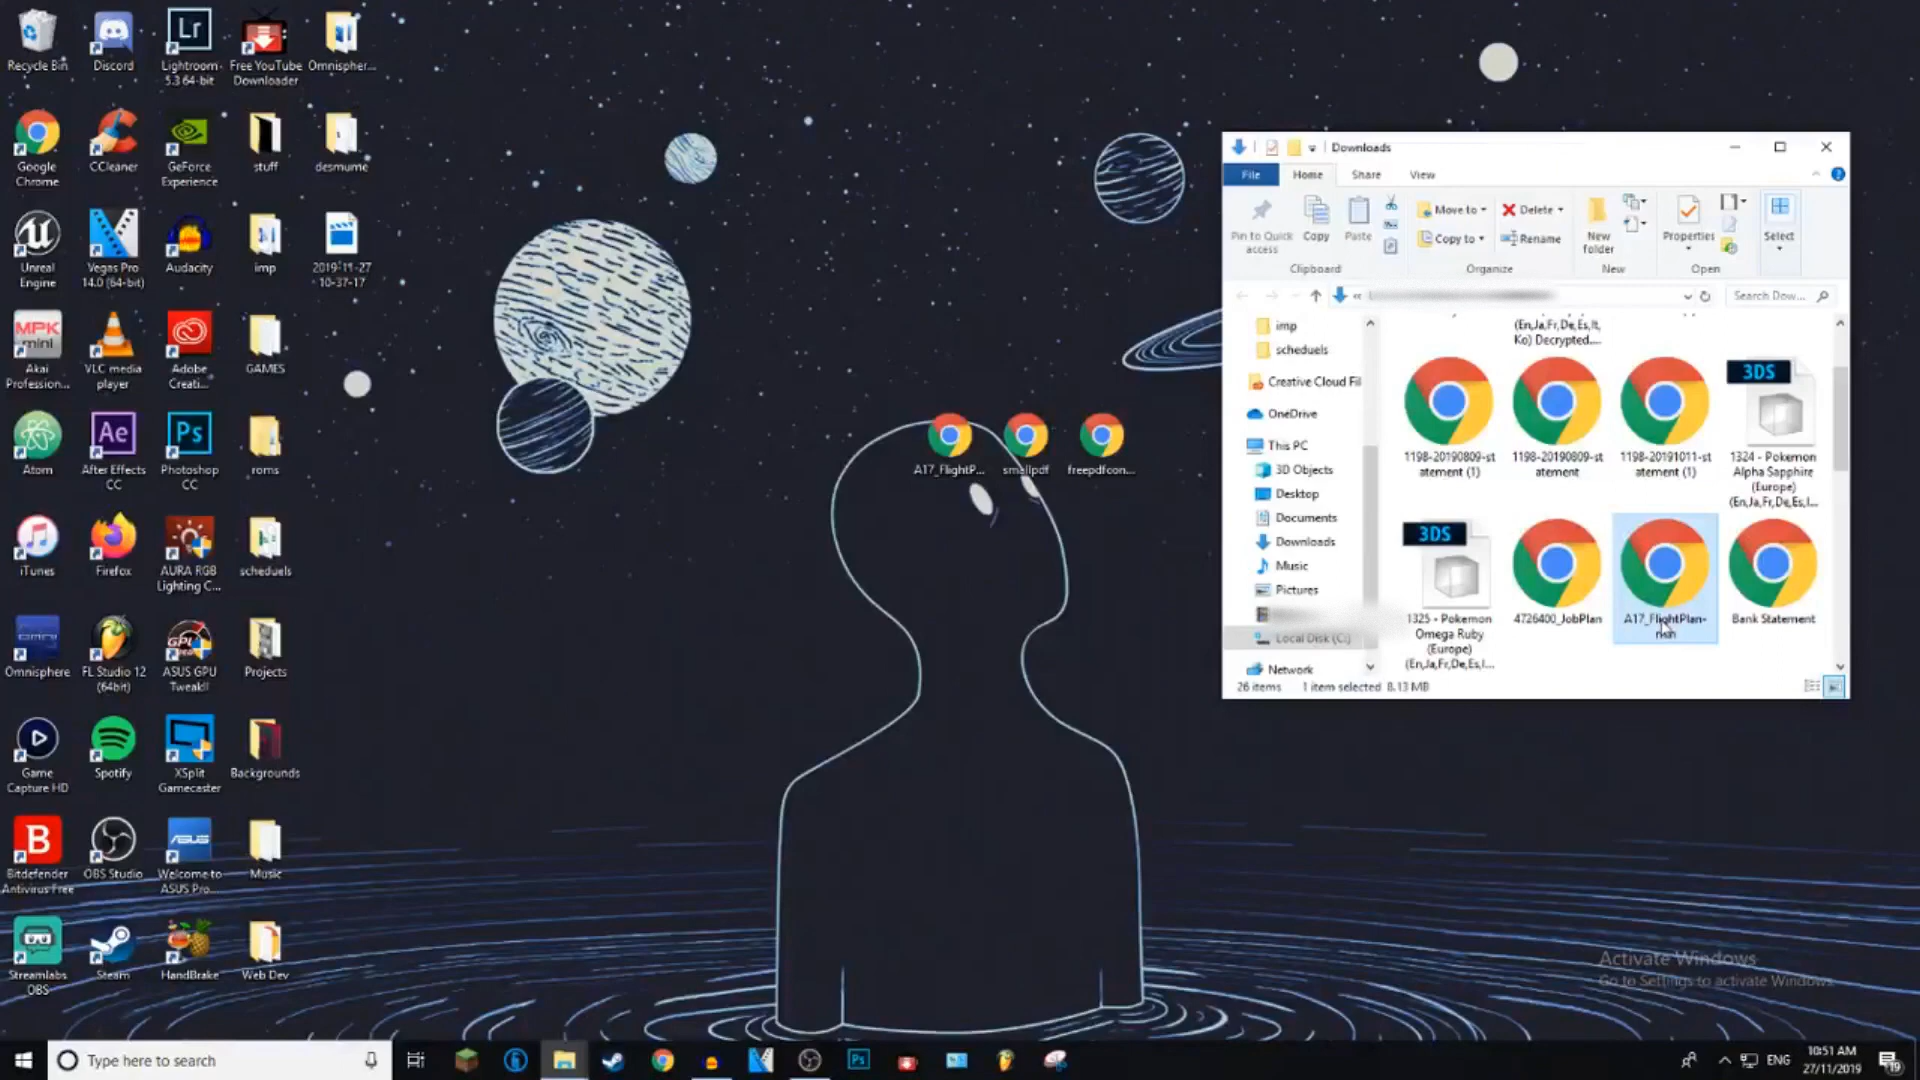 Recycle Bin
Discord
Lightroom
5.3 64-bit
Free YouTube
Downloader
Omnispher...
Google
Chrome
CCleaner
GeForce
Experience
stuff
desmume
Unreal
Engine
Vegas Pro
14.0 (64-bit)
Audacity
imp
2019-11-27
10-37-17
MPK
mini
Akai
Profession...
VLC media
player
Adobe
Creati...
GAMES
Atom
After Effects
CC
Photoshop
CC
roms
iTunes
Firefox
AURA RGB
Lighting C...
scheduels
Omnisphere
FL Studio 12
(64bit)
ASUS GPU
TweakII
Projects
Game
Capture HD
Spotify
XSplit
Gamecaster
Backgrounds
Bitdefender
Antivirus Free
OBS Studio
Welcome to
ASUS Pro...
Music
Streamlabs
OBS
Steam
HandBrake
Web Dev
A17_FlightP...
smallpdf
freepdfcon...
Downloads
File
Home
Share
View
Pin to Quick
access
Copy
Paste
Move to
Copy to
Delete
Rename
New
folder
Properties
Select
Clipboard
Organize
New
Open
Search Dow...
imp
scheduels
Creative Cloud Fil
OneDrive
This PC
3D Objects
Desktop
Documents
Downloads
Music
Pictures
Local Disk (C:)
Network
(En,Ja,Fr,De,Es,It,
Ko) Decrypted....
1198-20190809-st
atement (1)
1198-20190809-st
atement
1198-20191011-st
atement (1)
3DS
1324 - Pokemon
Alpha Sapphire
(Europe)
(En,Ja,Fr,De,Es,I...
3DS
1325 - Pokemon
Omega Ruby
(Europe)
(En,Ja,Fr,De,Es,I...
4726400_JobPlan
A17_FlightPlan-
Bank Statement
26 items
1 item selected 8.13 MB
Activate Windows
Go to Settings to activate Windows.
Type here to search
ENG
10:51 AM
27/11/2019
19